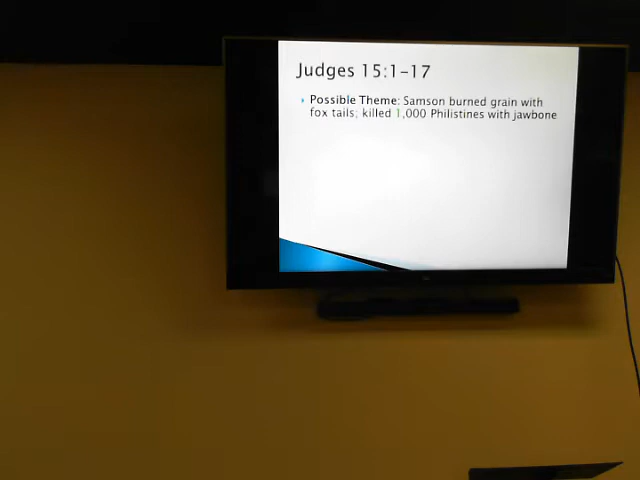 Judges 15:1-17
Possible Theme: Samson burned grain with
fox tails; killed 1,000 Philistines with jawbone